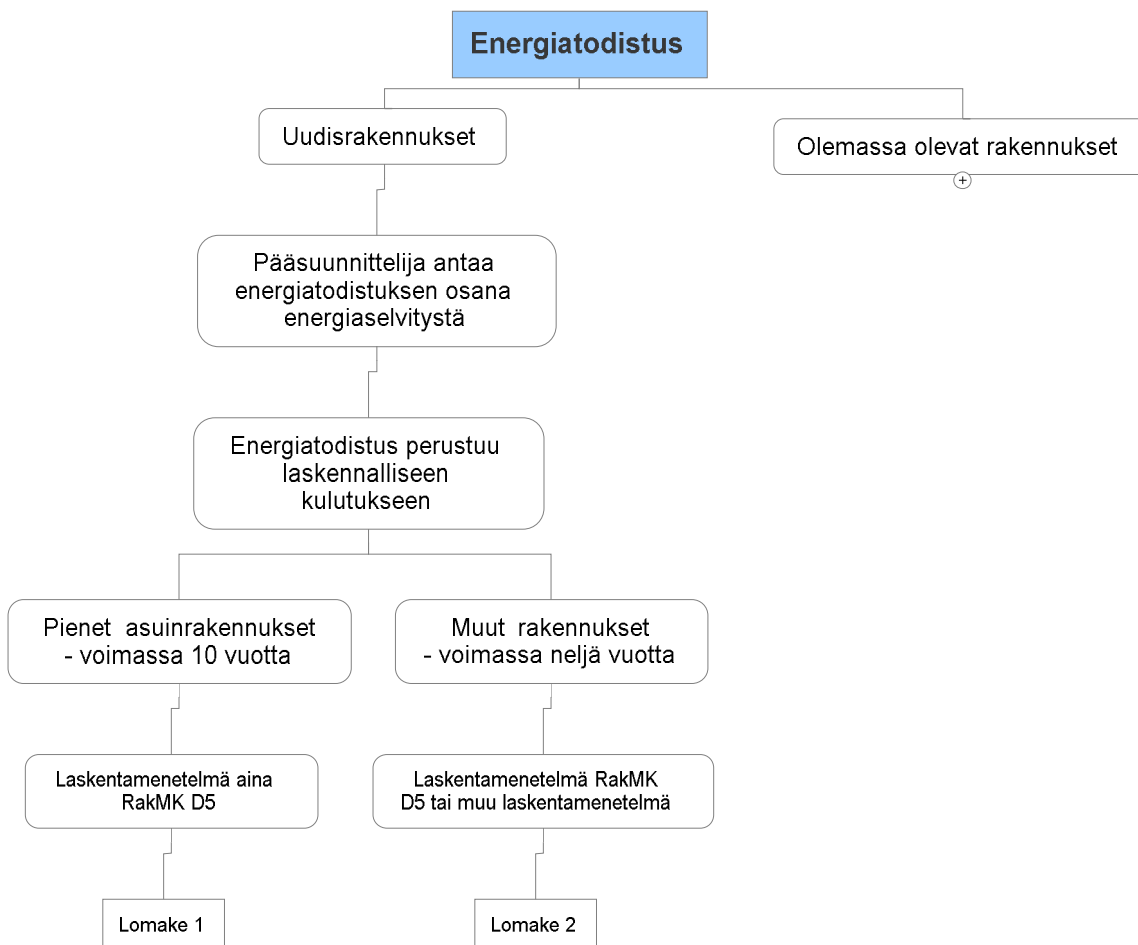 Energiatodistus
Uudisrakennukset
Olemassa olevat rakennukset
+
Pääsuunnittelija antaa
energiatodistuksen osana
energiaselvitystä
Energiatodistus perustuu
laskennalliseen
kulutukseen
Pienet asuinrakennukset
- voimassa 10 vuotta
Muut rakennukset
- voimassa neljä vuotta
Laskentamenetelmä aina
RakMK D5
Laskentamenetelmä RakMK
D5 tai muu laskentamenetelmä
Lomake 1
Lomake 2